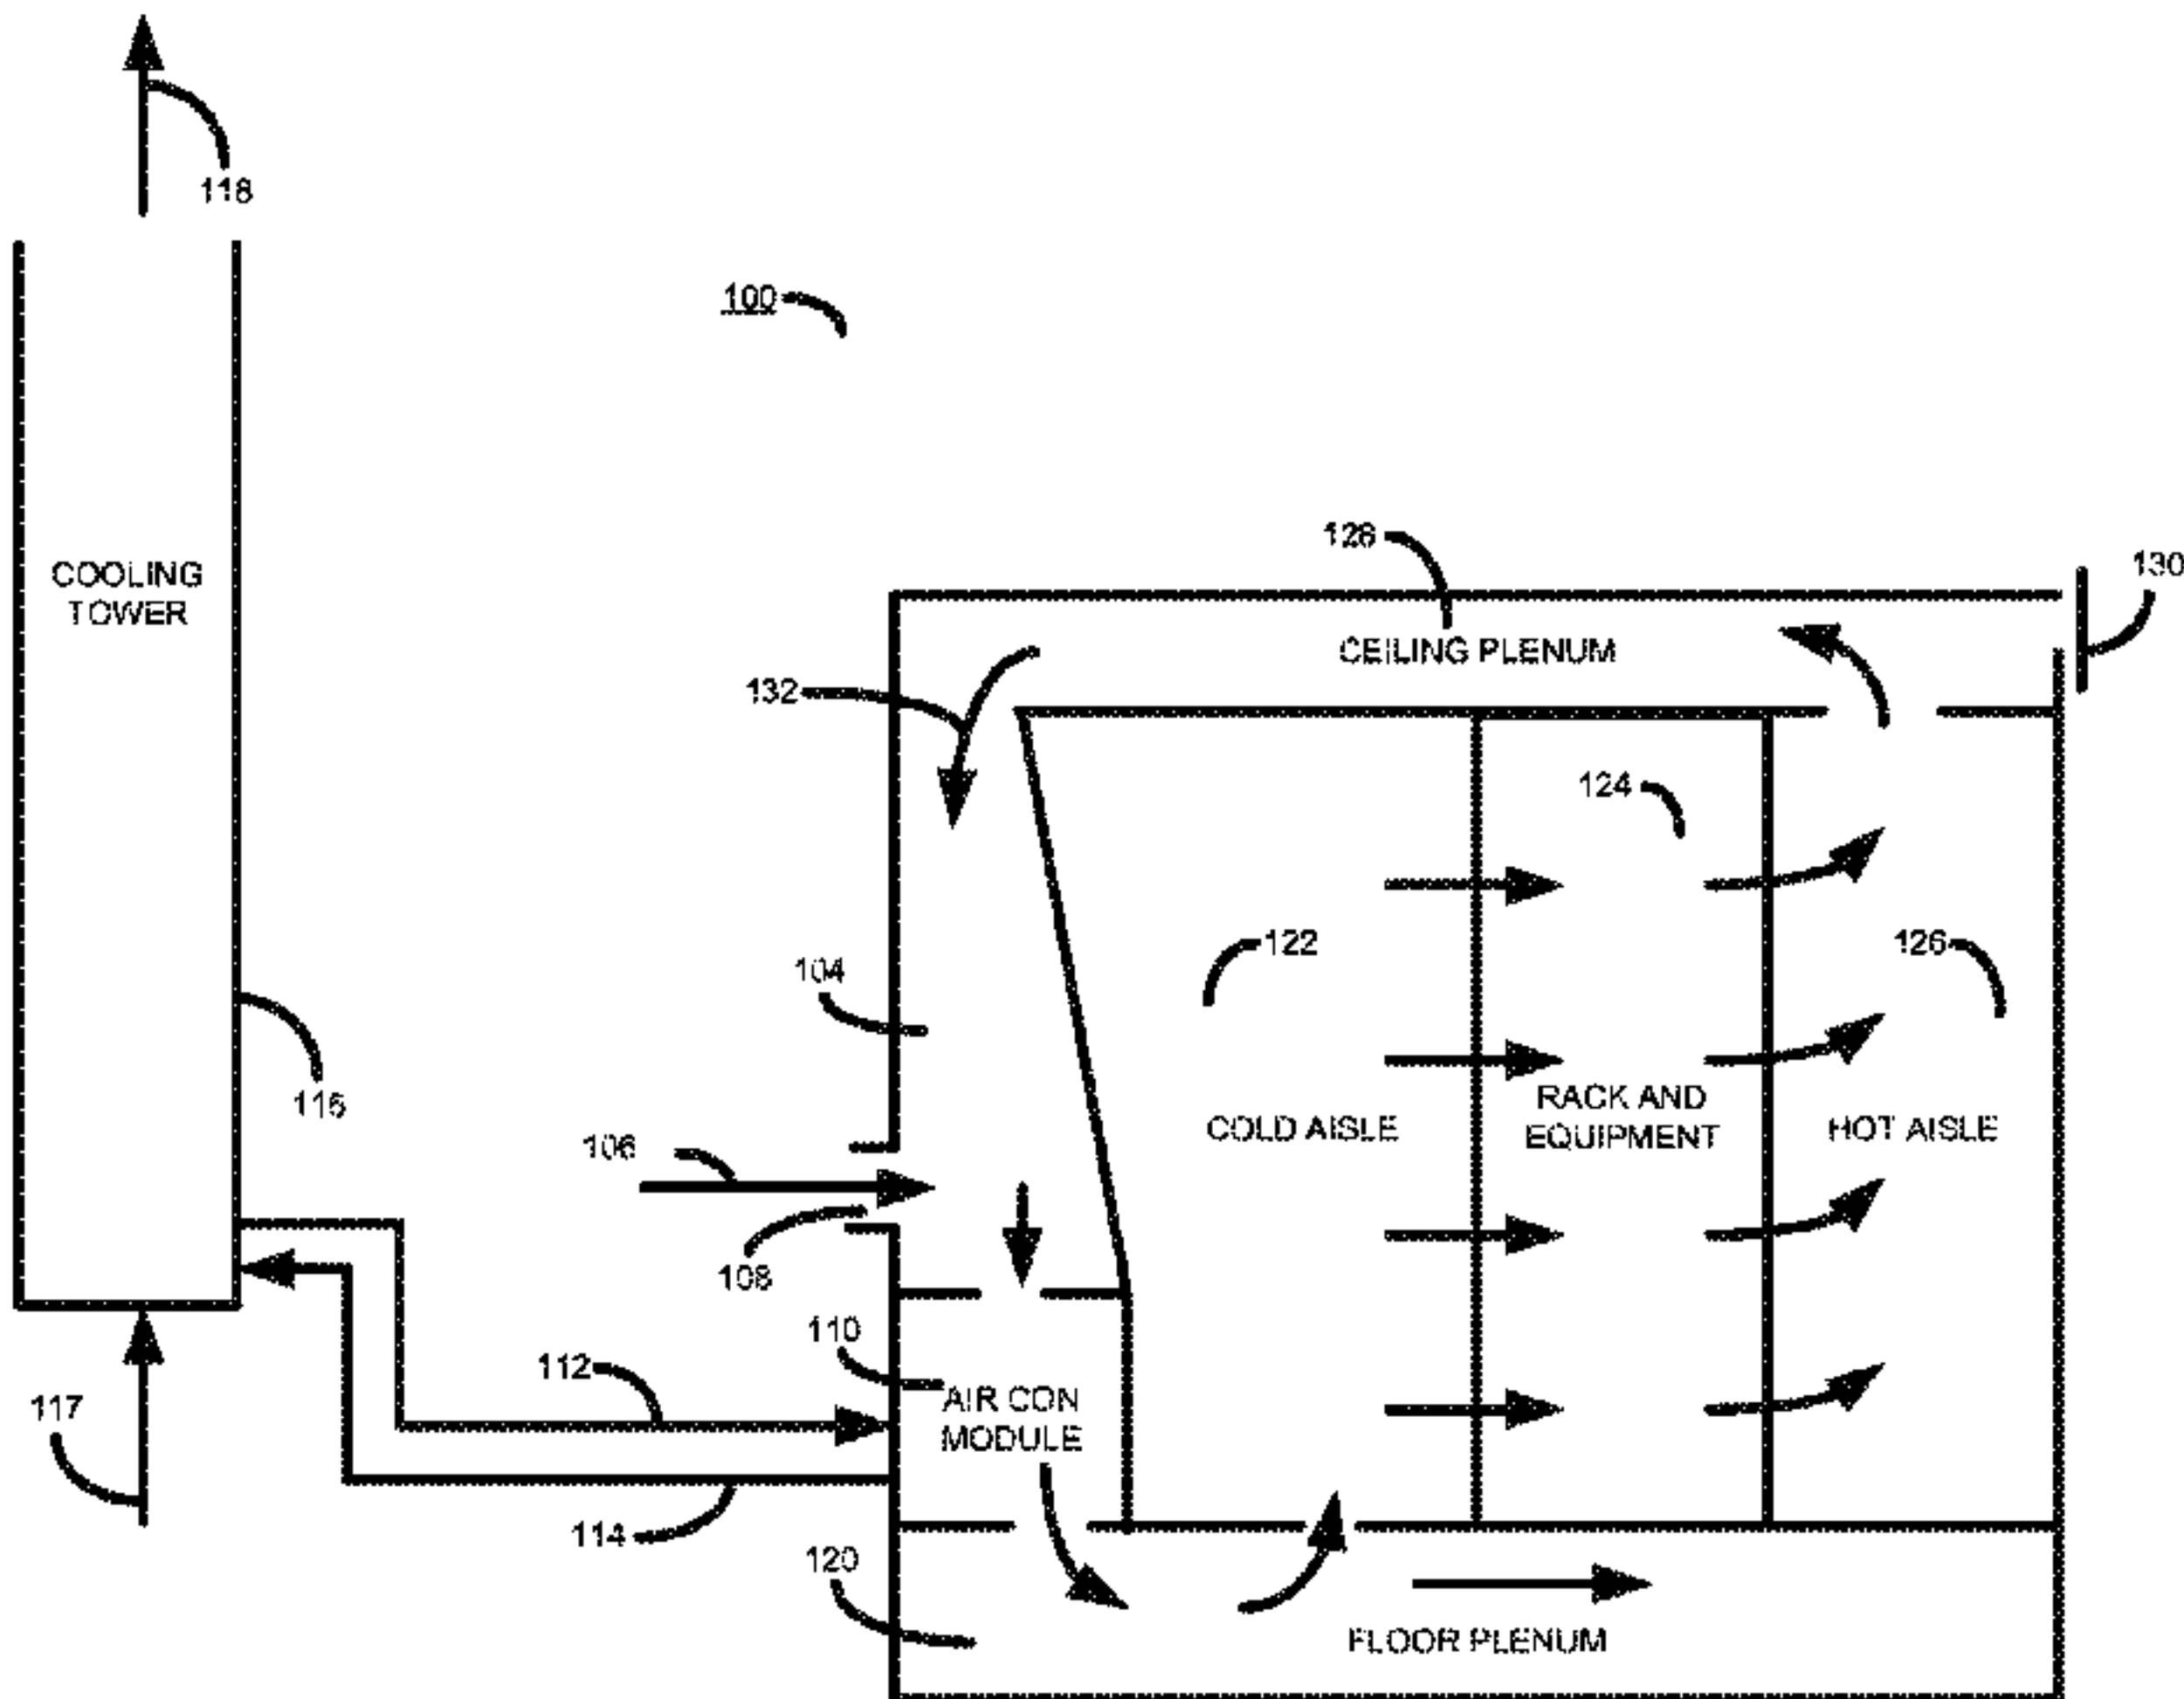 118
100
COOLING
TOWER
128
130
CEILING PLENUM
132
124
122
126
104
116
RACK AND
EQUIPMENT
COLD AISLE
HOT AISLE
106
108
110
112
AIR CON
MODULE
117
114
120
FLOOR PLENUM